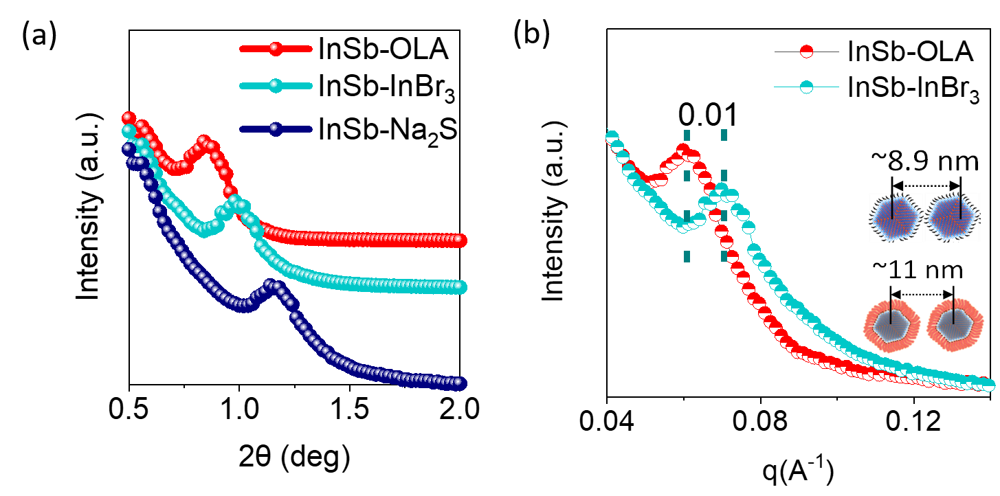 (a)
InSb-OLA
InSb-InBr₃
InSb-Na₂S
Intensity (a.u.)
0.5 1.0 1.5 2.0
2θ (deg)
(b)
InSb-OLA
InSb-InBr₃
0.01
~8.9 nm
~11 nm
Intensity (a.u.)
0.04 0.08 0.12
q(A⁻¹)